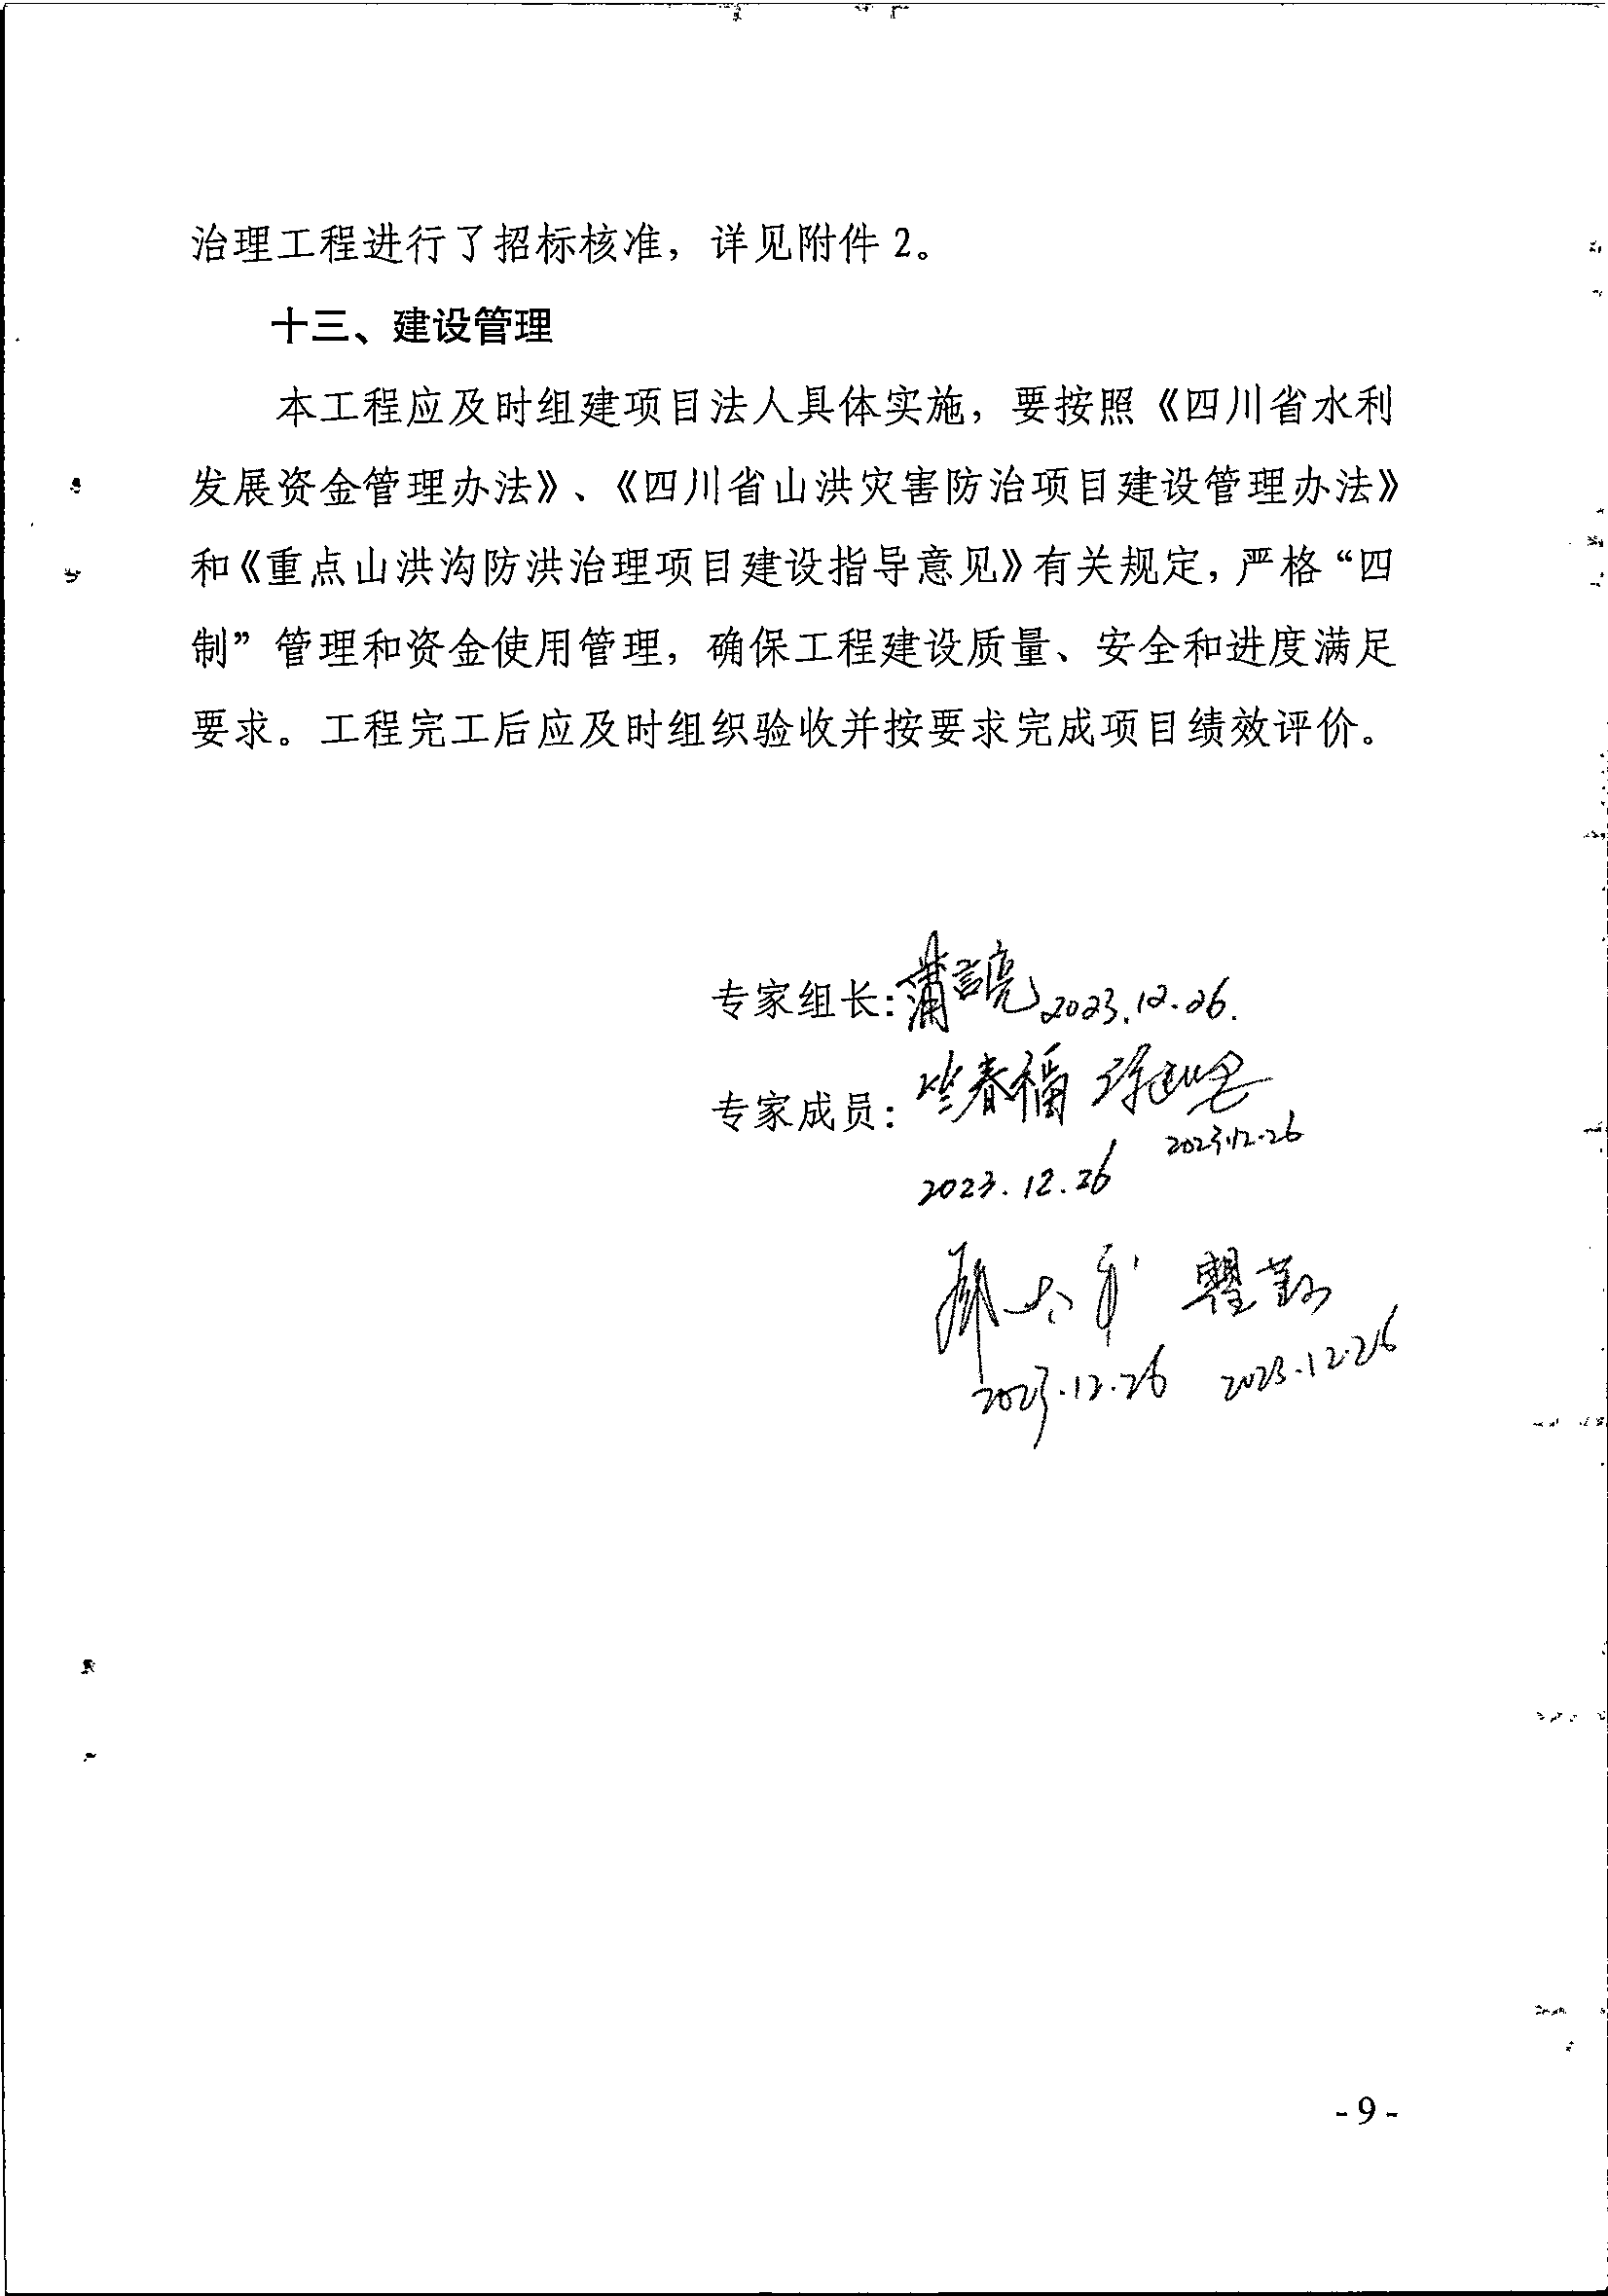 治理工程进行了招标核准，详见附件 2。
十三、建设管理
本工程应及时组建项目法人具体实施，要按照《四川省水利
发展资金管理办法》、《四川省山洪灾害防治项目建设管理办法》
和《重点山洪沟防洪治理项目建设指导意见》有关规定，严格“四
制”管理和资金使用管理，确保工程建设质量、安全和进度满足
要求。工程完工后应及时组织验收并按要求完成项目绩效评价。
专家组长： 2023.12.26.
专家成员： 春福
2023.12.26
2023.12.26
瞿勤
2023.12.26 2023.12.26
- 9 -